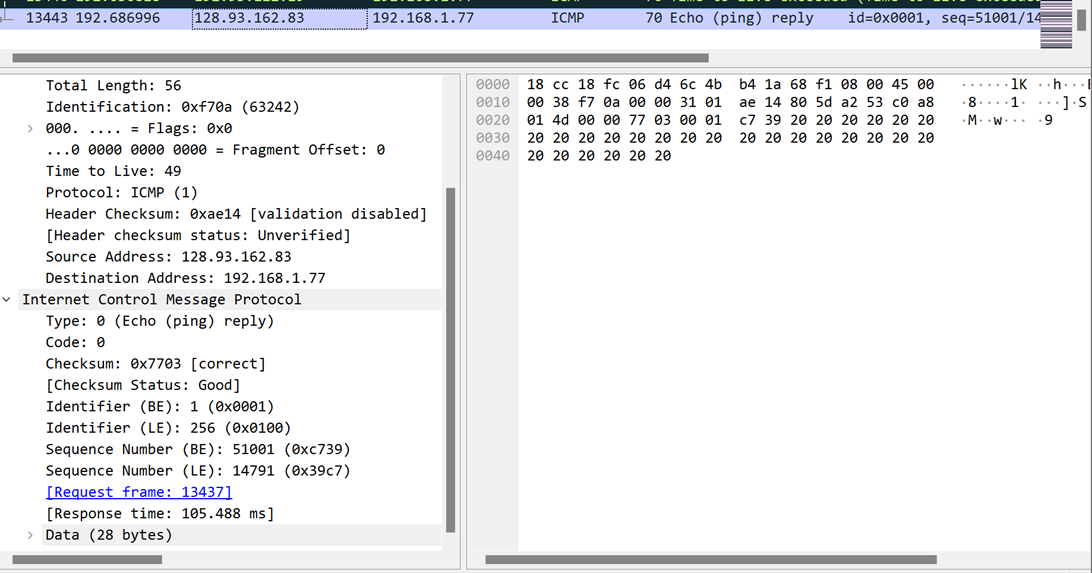 13443 192.686996 128.93.162.83 192.168.1.77 ICMP 70 Echo (ping) reply id=0x0001, seq=51001/14
Total Length: 56
Identification: 0xf70a (63242)
000. .... = Flags: 0x0
...0 0000 0000 0000 = Fragment Offset: 0
Time to Live: 49
Protocol: ICMP (1)
Header Checksum: 0xae14 [validation disabled]
[Header checksum status: Unverified]
Source Address: 128.93.162.83
Destination Address: 192.168.1.77
Internet Control Message Protocol
Type: 0 (Echo (ping) reply)
Code: 0
Checksum: 0x7703 [correct]
[Checksum Status: Good]
Identifier (BE): 1 (0x0001)
Identifier (LE): 256 (0x0100)
Sequence Number (BE): 51001 (0xc739)
Sequence Number (LE): 14791 (0x39c7)
[Request frame: 13437]
[Response time: 105.488 ms]
Data (28 bytes)
0000 18 cc 18 fc 06 d4 6c 4b b4 1a 68 f1 08 00 45 00 ······lK ··h···E
0010 00 38 f7 0a 00 00 31 01 ae 14 80 5d a2 53 c0 a8 ·8····1· ···]·S
0020 01 4d 00 00 77 03 00 01 c7 39 20 20 20 20 20 20 ·M··w··· ·9
0030 20 20 20 20 20 20 20 20 20 20 20 20 20 20 20 20
0040 20 20 20 20 20 20